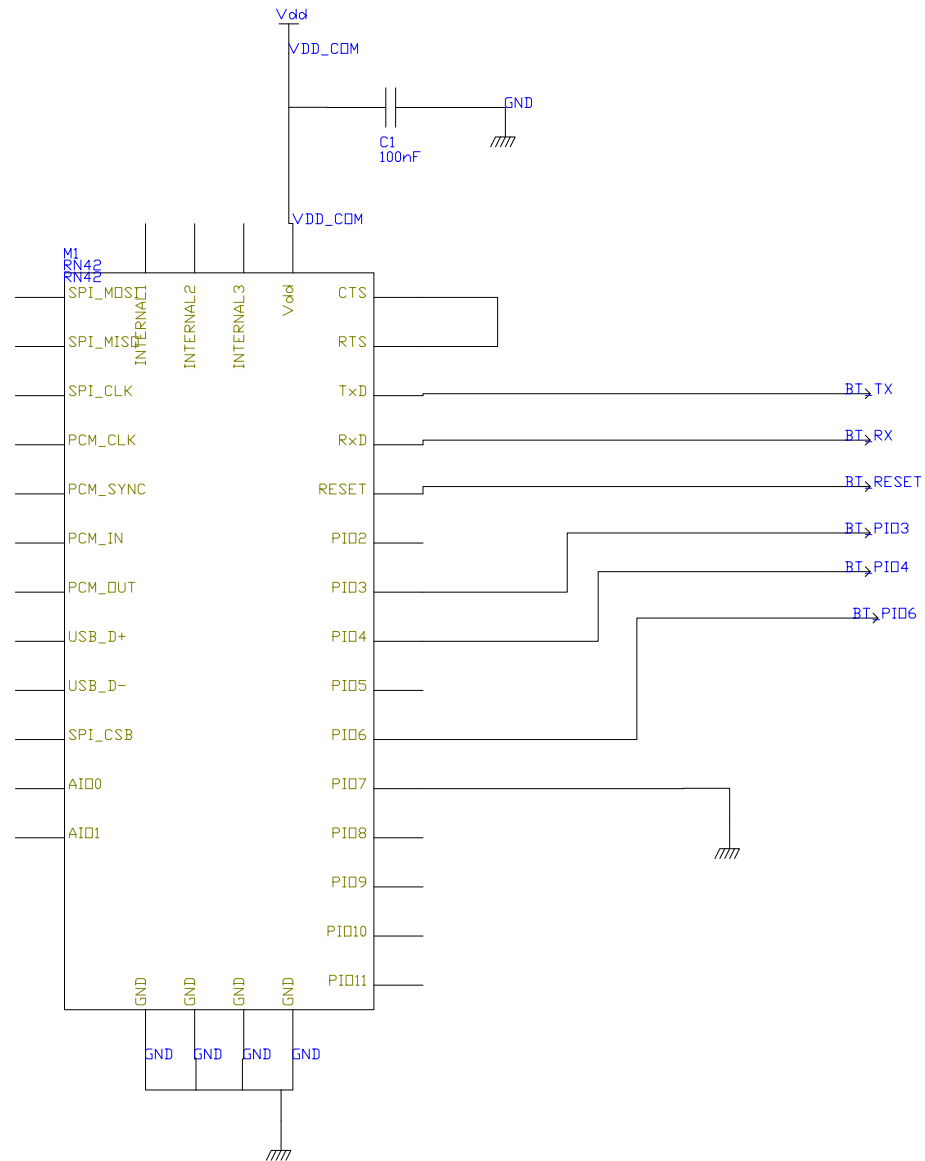 Vdd
VDD_COM
GND
C1
100nF
VDD_COM
M1
RN42
RN42
SPI_MOSI
INTERNAL1
INTERNAL2
INTERNAL3
Vdd
CTS
SPI_MISO
RTS
SPI_CLK
TxD
BT_TX
PCM_CLK
RxD
BT_RX
PCM_SYNC
RESET
BT_RESET
PCM_IN
PIO2
BT_PIO3
PCM_OUT
PIO3
BT_PIO4
USB_D+
PIO4
BT_PIO6
USB_D-
PIO5
SPI_CSB
PIO6
AIO0
PIO7
AIO1
PIO8
PIO9
PIO10
PIO11
GND
GND
GND
GND
GND
GND
GND
GND